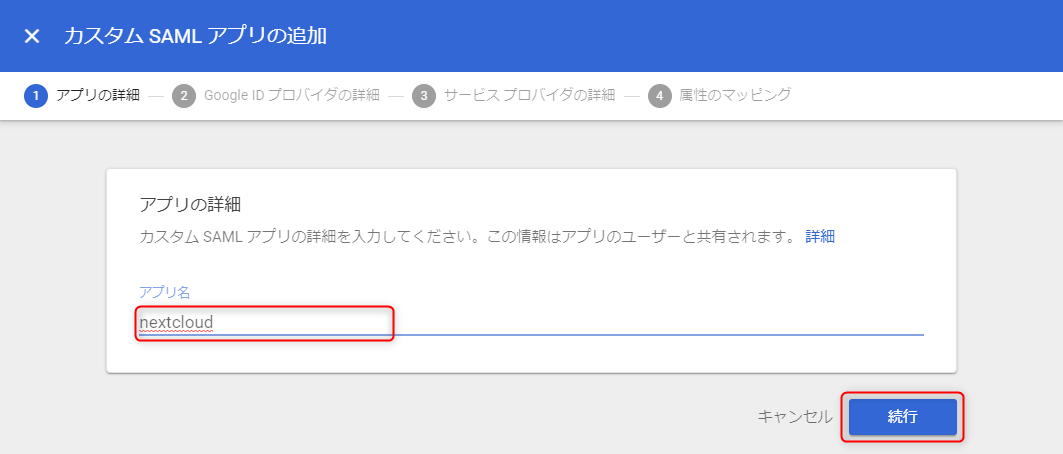 × カスタム SAML アプリの追加
1 アプリの詳細 — 2 Google ID プロバイダの詳細 — 3 サービス プロバイダの詳細 — 4 属性のマッピング
アプリの詳細
カスタム SAML アプリの詳細を入力してください。この情報はアプリのユーザーと共有されます。 詳細
アプリ名
nextcloud
キャンセル 続行